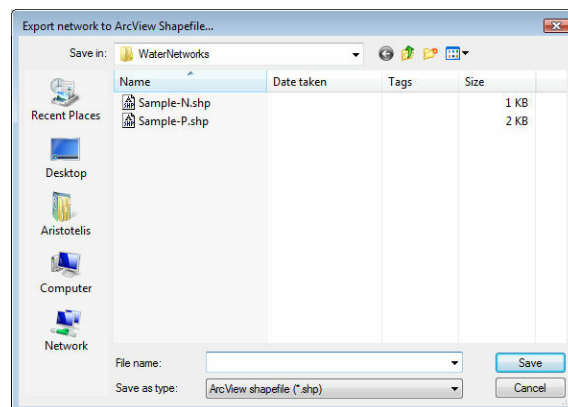 Export network to ArcView Shapefile...
Save in: WaterNetworks
Name Date taken Tags Size
Sample-N.shp 1 KB
Sample-P.shp 2 KB
Recent Places
Desktop
Aristotelis
Computer
Network
File name: Save
Save as type: ArcView shapefile (*.shp) Cancel